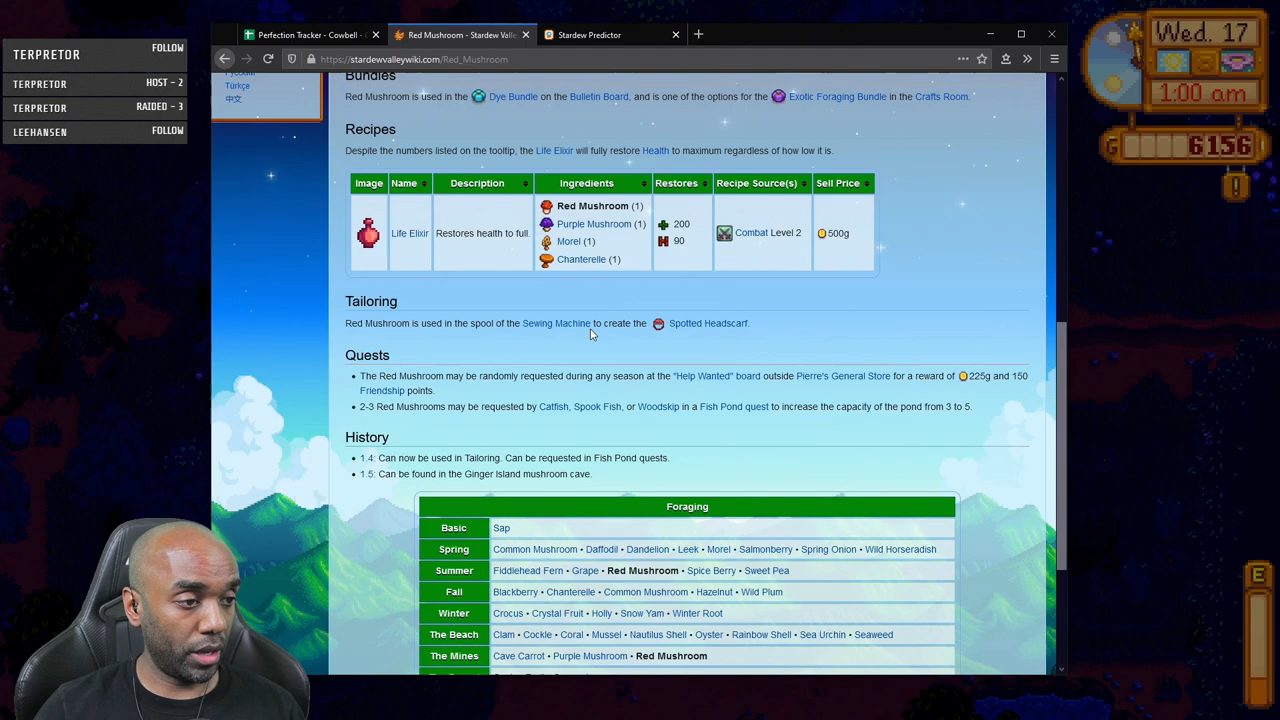 TERPRETOR FOLLOW
TERPRETOR HOST - 2
TERPRETOR RAIDED - 3
LEEHANSEN FOLLOW
Perfection Tracker - Cowbell -
Red Mushroom - Stardew Valle
Stardew Predictor
https://stardewvalleywiki.com/Red_Mushroom
Wed. 17
1:00 am
G 6156
Türkçe
中文
Bundles
Red Mushroom is used in the Dye Bundle on the Bulletin Board, and is one of the options for the Exotic Foraging Bundle in the Crafts Room.
Recipes
Despite the numbers listed on the tooltip, the Life Elixir will fully restore Health to maximum regardless of how low it is.
Image Name Description Ingredients Restores Recipe Source(s) Sell Price
Red Mushroom (1)
Purple Mushroom (1) 200
Life Elixir Restores health to full. Combat Level 2 500g
Morel (1) 90
Chanterelle (1)
Tailoring
Red Mushroom is used in the spool of the Sewing Machine to create the Spotted Headscarf.
Quests
• The Red Mushroom may be randomly requested during any season at the "Help Wanted" board outside Pierre's General Store for a reward of 225g and 150
Friendship points.
• 2-3 Red Mushrooms may be requested by Catfish, Spook Fish, or Woodskip in a Fish Pond quest to increase the capacity of the pond from 3 to 5.
History
• 1.4: Can now be used in Tailoring. Can be requested in Fish Pond quests.
• 1.5: Can be found in the Ginger Island mushroom cave.
Foraging
Basic Sap
Spring Common Mushroom • Daffodil • Dandelion • Leek • Morel • Salmonberry • Spring Onion • Wild Horseradish
Summer Fiddlehead Fern • Grape • Red Mushroom • Spice Berry • Sweet Pea
Fall Blackberry • Chanterelle • Common Mushroom • Hazelnut • Wild Plum
Winter Crocus • Crystal Fruit • Holly • Snow Yam • Winter Root
The Beach Clam • Cockle • Coral • Mussel • Nautilus Shell • Oyster • Rainbow Shell • Sea Urchin • Seaweed
The Mines Cave Carrot • Purple Mushroom • Red Mushroom
E